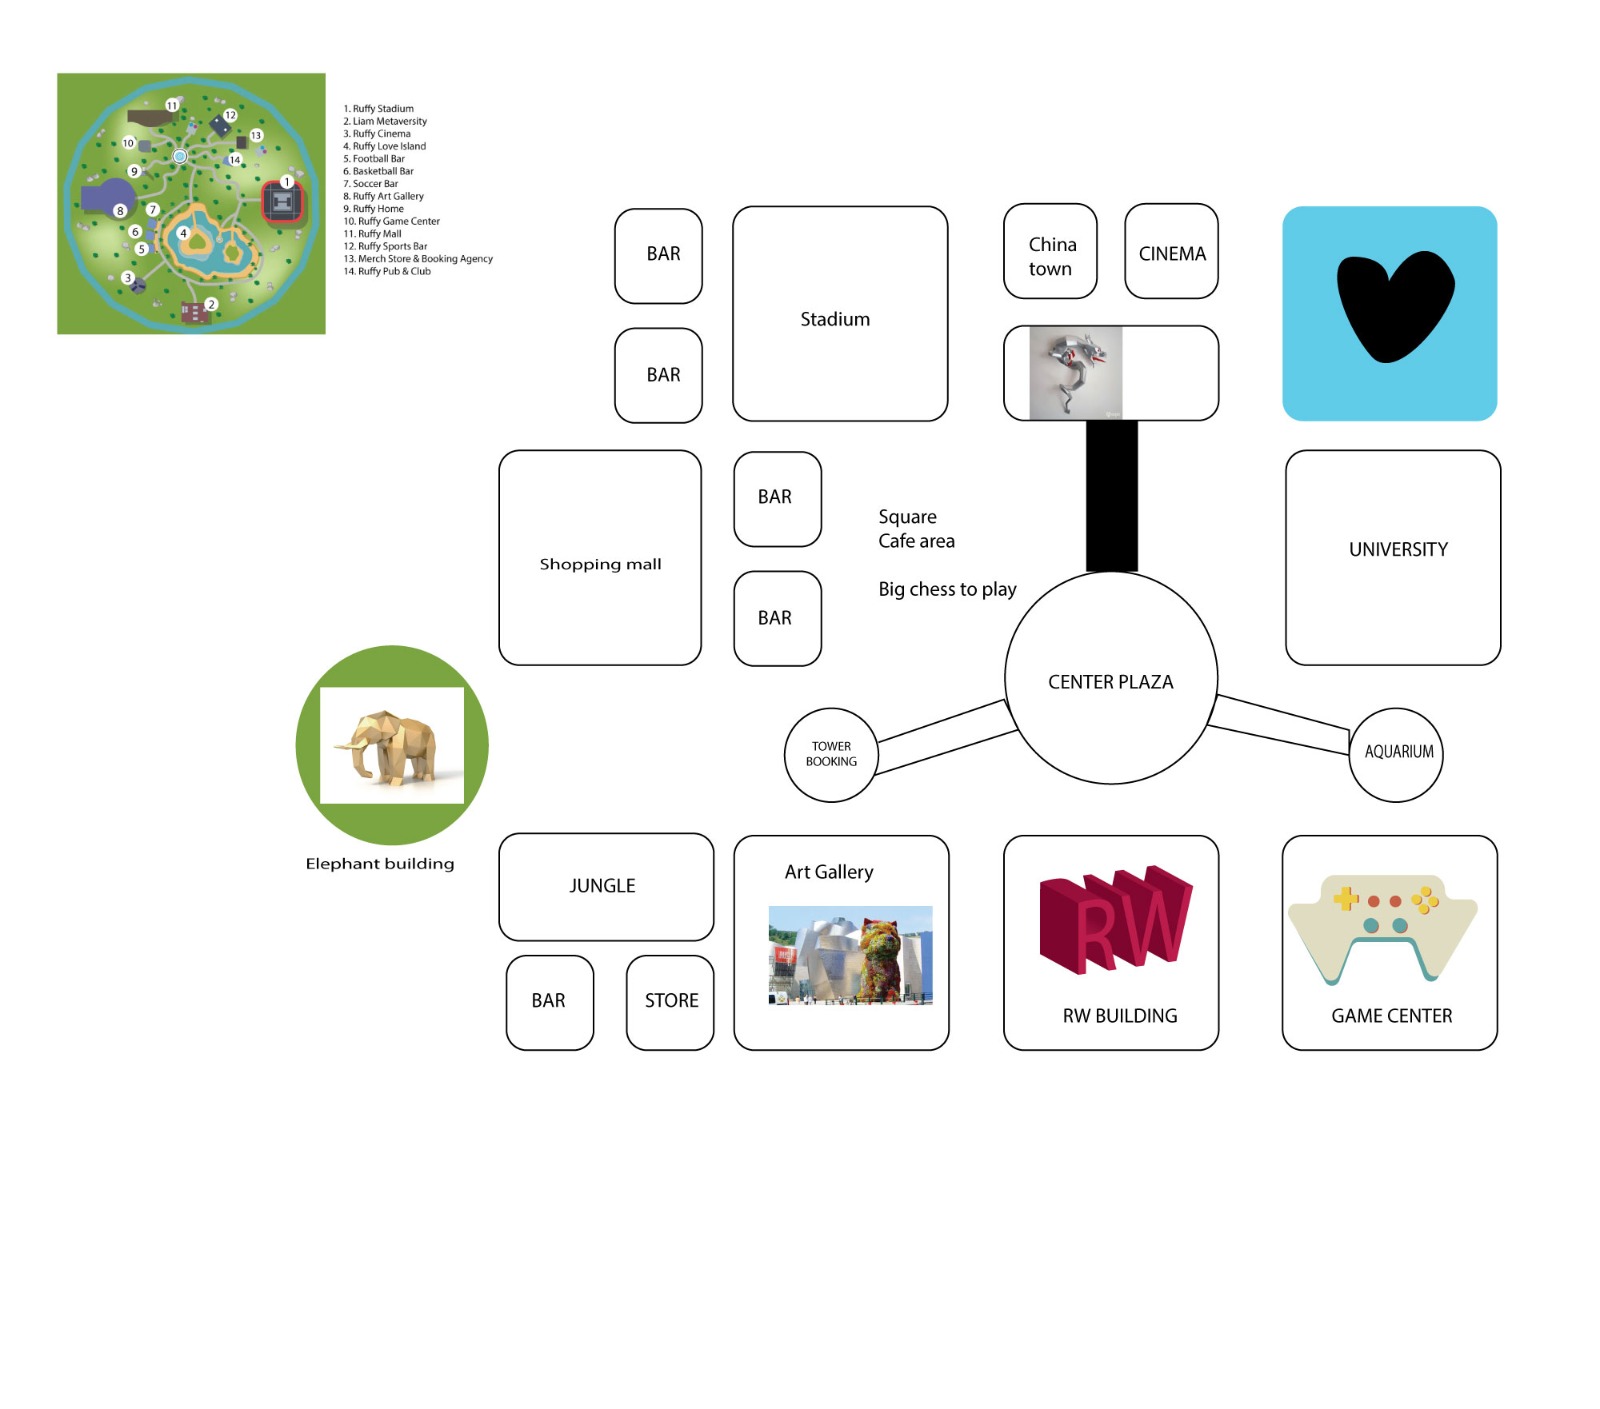 11
12
13
10
14
9
1
8
7
6
4
5
3
2
1. Ruffy Stadium
2. Liam Metaversity
3. Ruffy Cinema
4. Ruffy Love Island
5. Football Bar
6. Basketball Bar
7. Soccer Bar
8. Ruffy Art Gallery
9. Ruffy Home
10. Ruffy Game Center
11. Ruffy Mall
12. Ruffy Sports Bar
13. Merch Store & Booking Agency
14. Ruffy Pub & Club
BAR
Stadium
China
town
CINEMA
BAR
Shopping mall
BAR
Square
Cafe area
Big chess to play
BAR
UNIVERSITY
CENTER PLAZA
TOWER
BOOKING
AQUARIUM
Elephant building
JUNGLE
BAR
STORE
Art Gallery
RW
RW BUILDING
GAME CENTER